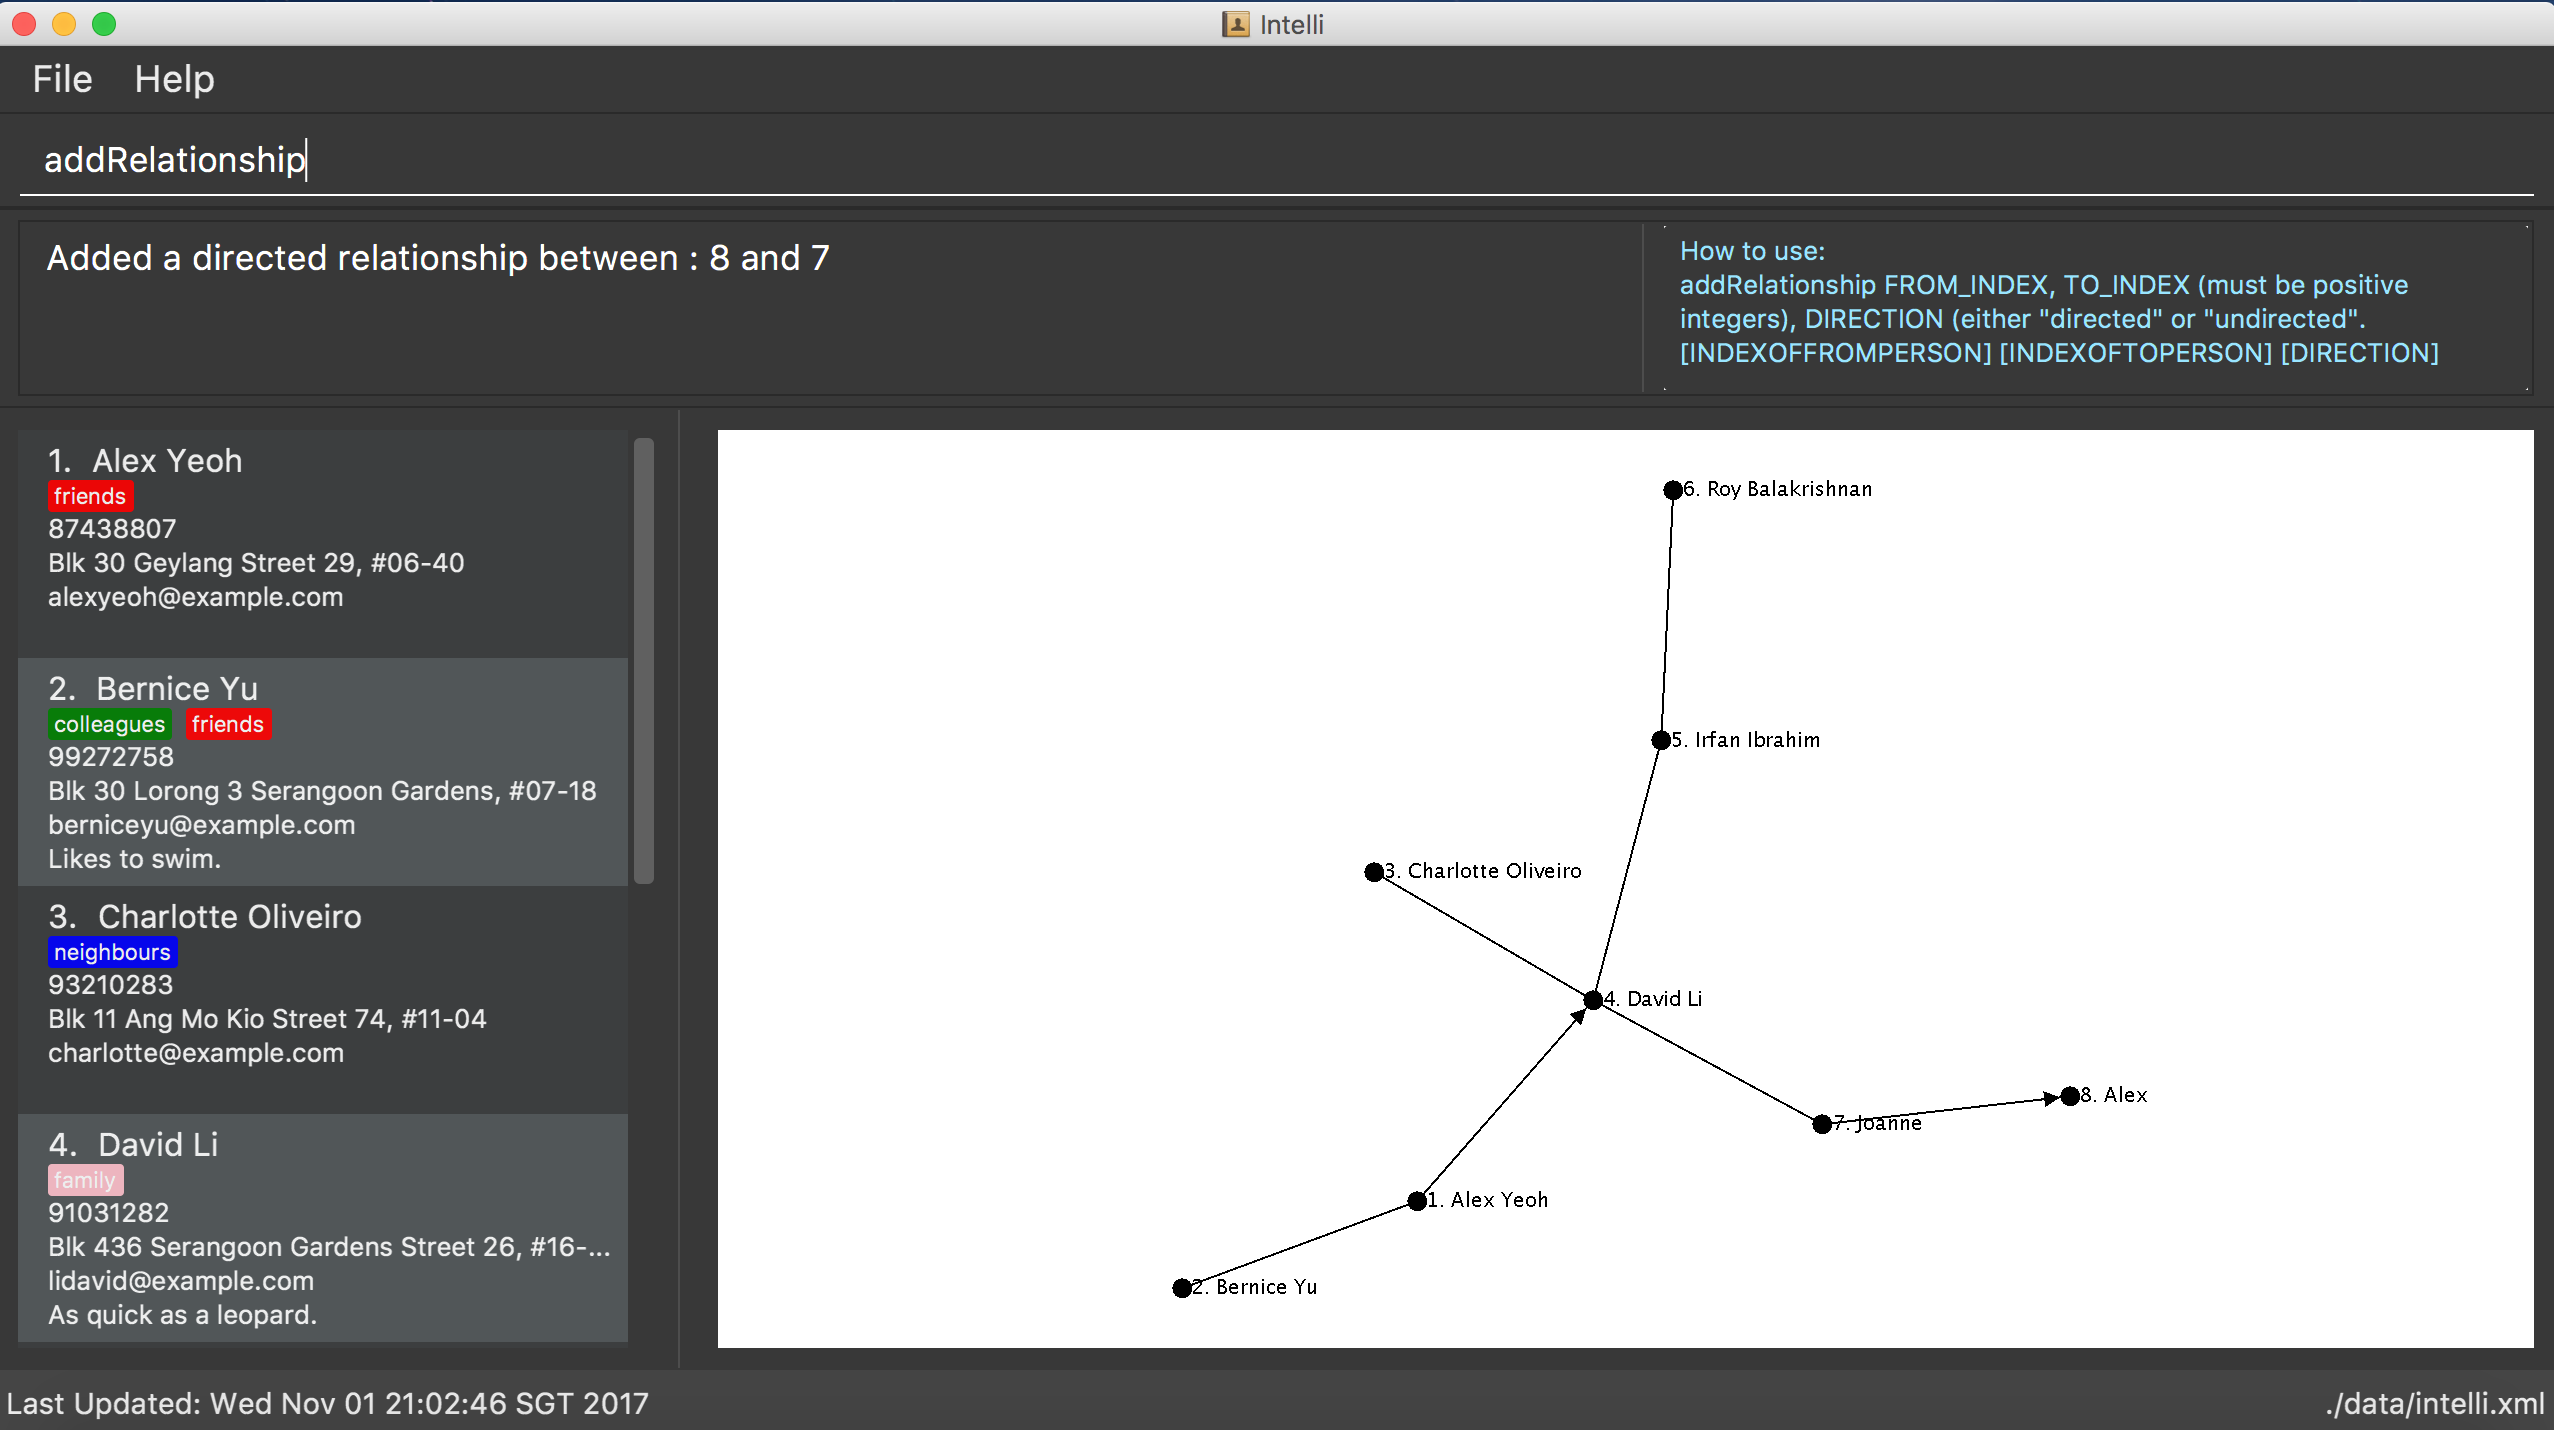 Intelli
File Help
addRelationship
Added a directed relationship between : 8 and 7
How to use:
addRelationship FROM_INDEX, TO_INDEX (must be positive
integers), DIRECTION (either "directed" or "undirected".
[INDEXOFFROMPERSON] [INDEXOFTOPERSON] [DIRECTION]
1. Alex Yeoh
friends
87438807
Blk 30 Geylang Street 29, #06-40
alexyeoh@example.com
2. Bernice Yu
colleagues friends
99272758
Blk 30 Lorong 3 Serangoon Gardens, #07-18
berniceyu@example.com
Likes to swim.
3. Charlotte Oliveiro
neighbours
93210283
Blk 11 Ang Mo Kio Street 74, #11-04
charlotte@example.com
4. David Li
family
91031282
Blk 436 Serangoon Gardens Street 26, #16-...
lidavid@example.com
As quick as a leopard.
6. Roy Balakrishnan
5. Irfan Ibrahim
3. Charlotte Oliveiro
4. David Li
8. Alex
7. Joanne
1. Alex Yeoh
2. Bernice Yu
Last Updated: Wed Nov 01 21:02:46 SGT 2017
./data/intelli.xml